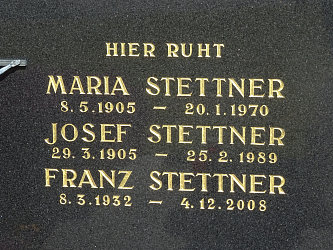 HIER RUHT
MARIA STETTNER
8.5.1905 – 20.1.1970
JOSEF STETTNER
29.3.1905 – 25.2.1989
FRANZ STETTNER
8.3.1932 – 4.12.2008